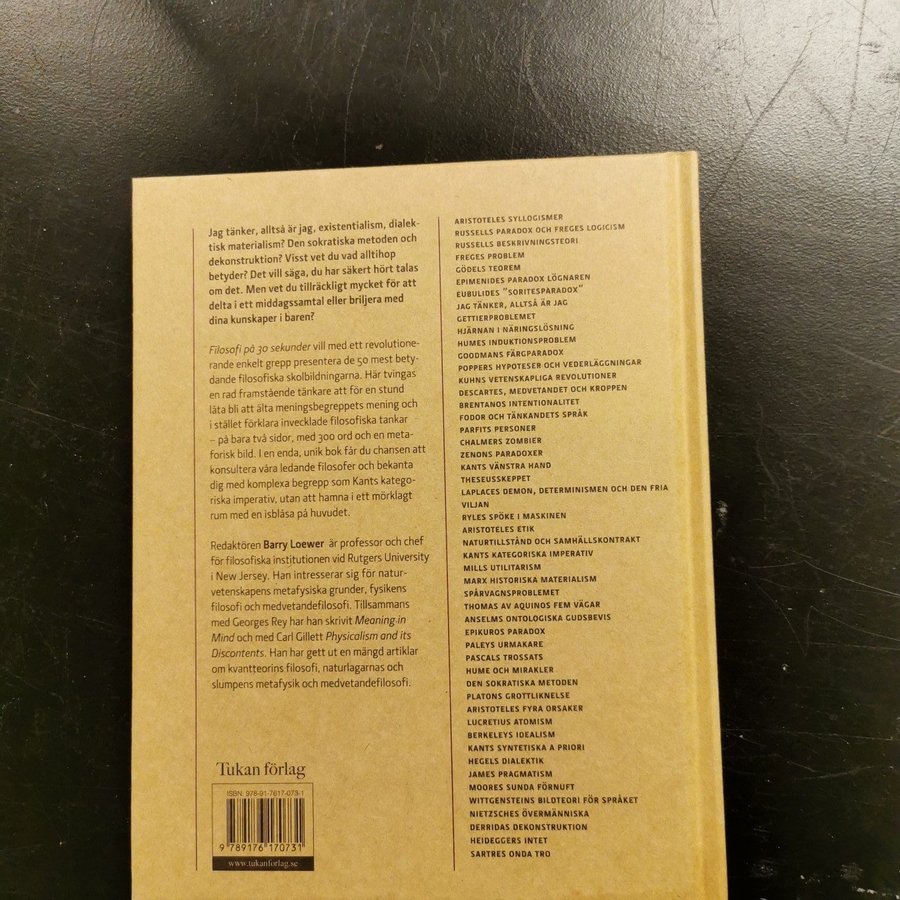 Jag tänker, alltså är jag, existentialism, dialek-
tisk materialism? Den sokratiska metoden och
dekonstruktion? Visst vet du vad alltihop
betyder? Det vill säga, du har säkert hört talas
om det. Men vet du tillräckligt mycket för att
delta i ett middagssamtal eller briljera med
dina kunskaper i baren?
Filosofi på 30 sekunder vill med ett revolutione-
rande enkelt grepp presentera de 50 mest bety-
dande filosofiska skolbildningarna. Här tvingas
en rad framstående tänkare att för en stund
låta bli att älta meningsbegreppets mening och
i stället förklara invecklade filosofiska tankar
– på bara två sidor, med 300 ord och en meta-
forisk bild. I en enda, unik bok får du chansen att
konsultera våra ledande filosofer och bekanta
dig med komplexa begrepp som Kants katego-
riska imperativ, utan att hamna i ett mörklagt
rum med en isblåsa på huvudet.
Redaktören Barry Loewer är professor och chef
för filosofiska institutionen vid Rutgers University
i New Jersey. Han intresserar sig för natur-
vetenskapens metafysiska grunder, fysikens
filosofi och medvetandefilosofi. Tillsammans
med Georges Rey har han skrivit Meaning in
Mind och med Carl Gillett Physicalism and its
Discontents. Han har gett ut en mängd artiklar
om kvantteorins filosofi, naturlagarnas och
slumpens metafysik och medvetandefilosofi.
Tukan förlag
ISBN: 978-91-7617-073-1
9 789176 170731
www.tukanforlag.se
ARISTOTELES SYLLOGISMER
RUSSELLS PARADOX OCH FREGES LOGICISM
RUSSELLS BESKRIVNINGSTEORI
FREGES PROBLEM
GÖDELS TEOREM
EPIMENIDES PARADOX LÖGNAREN
EUBULIDES "SORITESPARADOX"
JAG TÄNKER, ALLTSÅ ÄR JAG
GETTIERPROBLEMET
HJÄRNAN I NÄRINGSLÖSNING
HUMES INDUKTIONSPROBLEM
GOODMANS FÄRGPARADOX
POPPERS HYPOTESER OCH VEDERLÄGGNINGAR
KUHNS VETENSKAPLIGA REVOLUTIONER
DESCARTES, MEDVETANDET OCH KROPPEN
BRENTANOS INTENTIONALITET
FODOR OCH TÄNKANDETS SPRÅK
PARFITS PERSONER
CHALMERS ZOMBIER
ZENONS PARADOXER
KANTS VÄNSTRA HAND
THESEUSSKEPPET
LAPLACES DEMON, DETERMINISMEN OCH DEN FRIA
VILJAN
RYLES SPÖKE I MASKINEN
ARISTOTELES ETIK
NATURTILLSTÅND OCH SAMHÄLLSKONTRAKT
KANTS KATEGORISKA IMPERATIV
MILLS UTILITARISM
MARX HISTORISKA MATERIALISM
SPÅRVAGNSPROBLEMET
THOMAS AV AQUINOS FEM VÄGAR
ANSELMS ONTOLOGISKA GUDSBEVIS
EPIKUROS PARADOX
PALEYS URMAKARE
PASCALS TROSSATS
HUME OCH MIRAKLER
DEN SOKRATISKA METODEN
PLATONS GROTTLIKNELSE
ARISTOTELES FYRA ORSAKER
LUCRETIUS ATOMISM
BERKELEYS IDEALISM
KANTS SYNTETISKA A PRIORI
HEGELS DIALEKTIK
JAMES PRAGMATISM
MOORES SUNDA FÖRNUFT
WITTGENSTEINS BILDTEORI FÖR SPRÅKET
NIETZSCHES ÖVERMÄNNISKA
DERRIDAS DEKONSTRUKTION
HEIDEGGERS INTET
SARTRES ONDA TRO